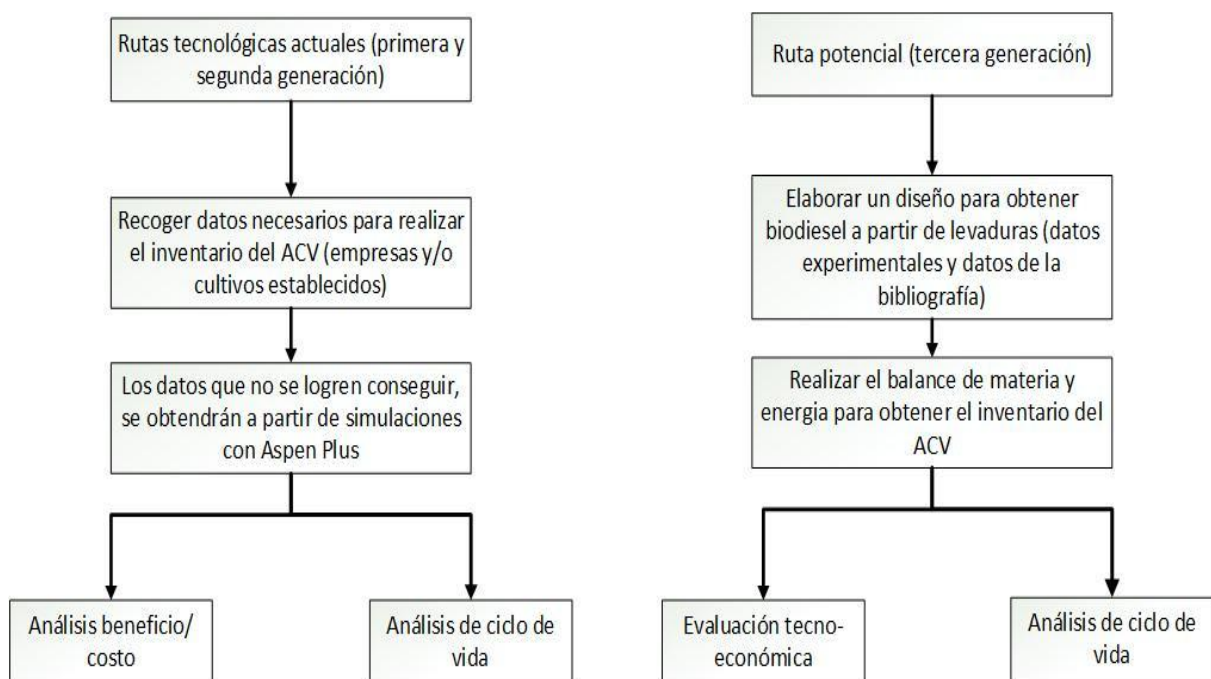 Rutas tecnológicas actuales (primera y
segunda generación)
Recoger datos necesarios para realizar
el inventario del ACV (empresas y/o
cultivos establecidos)
Los datos que no se logren conseguir,
se obtendrán a partir de simulaciones
con Aspen Plus
Análisis beneficio/
costo
Análisis de ciclo de
vida
Ruta potencial (tercera generación)
Elaborar un diseño para obtener
biodiesel a partir de levaduras (datos
experimentales y datos de la
bibliografía)
Realizar el balance de materia y
energia para obtener el inventario del
ACV
Evaluación tecno-
económica
Análisis de ciclo de
vida